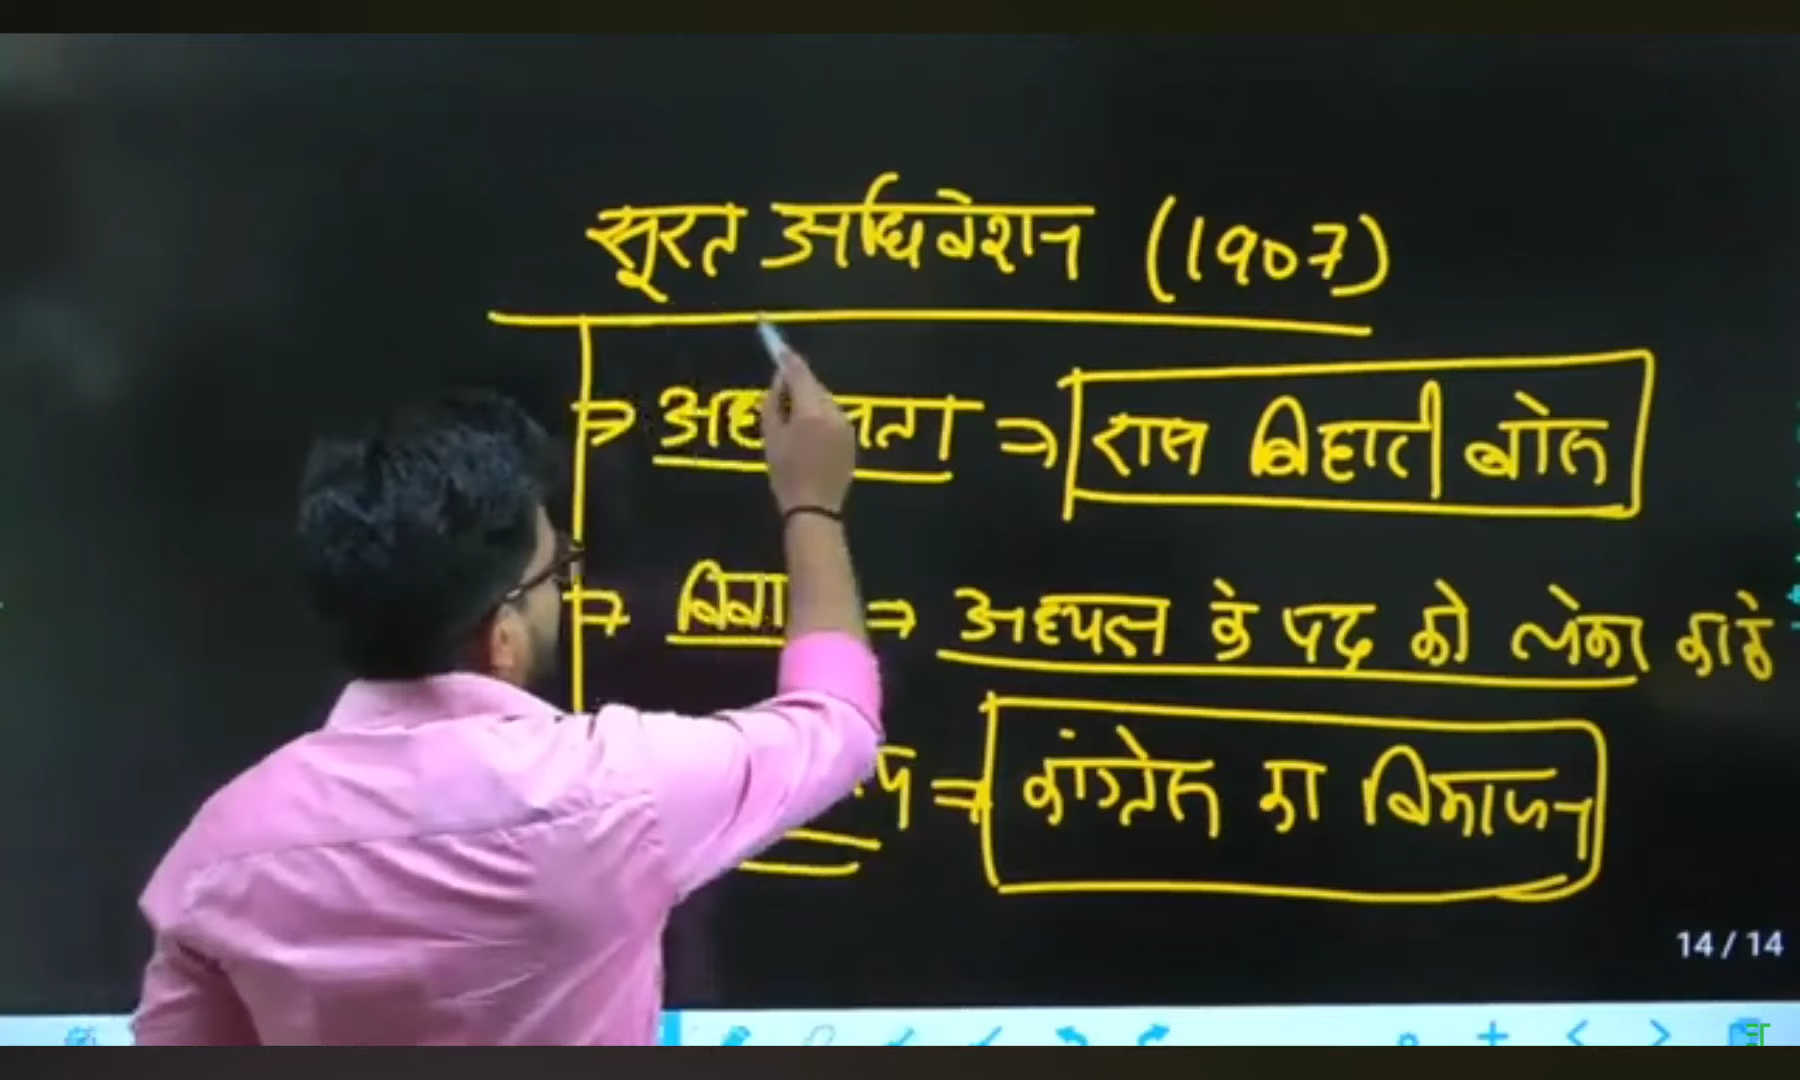 सूरत अधिवेशन (1907)
⇒ ⇒ रास बिहारी बोस
⇒ ⇒ अध्यक्ष के पद को लेकर कांग्रे
⇒ कांग्रेस का विभाजन
14 / 14